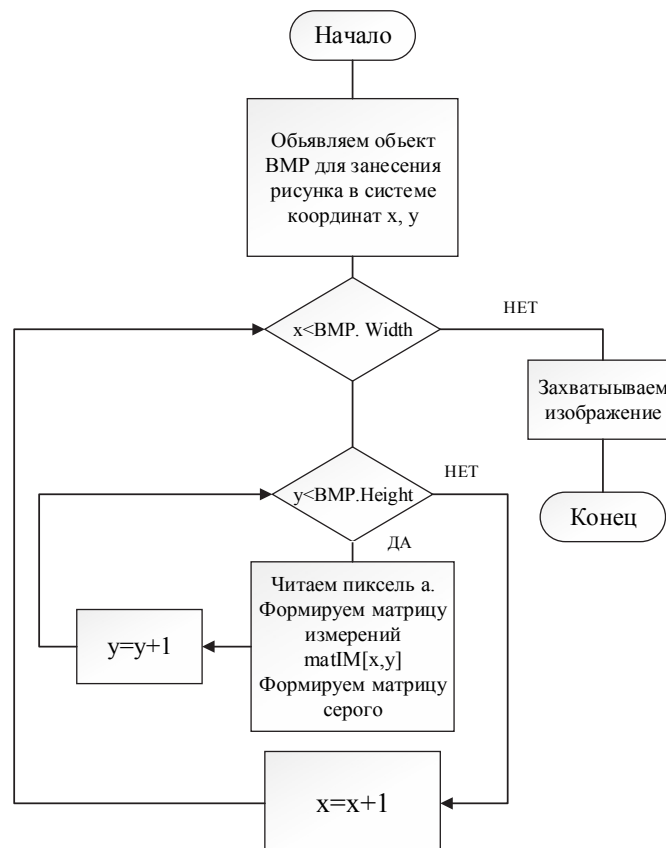 Начало
Обьявляем обьект
BMP для занесения
рисунка в системе
координат x, y
x<BMP. Width
НЕТ
Захватыываем
изображение
Конец
y<BMP.Height
НЕТ
ДА
Читаем пиксель a.
Формируем матрицу
измерений
matIM[x,y]
Формируем матрицу
серого
y=y+1
x=x+1